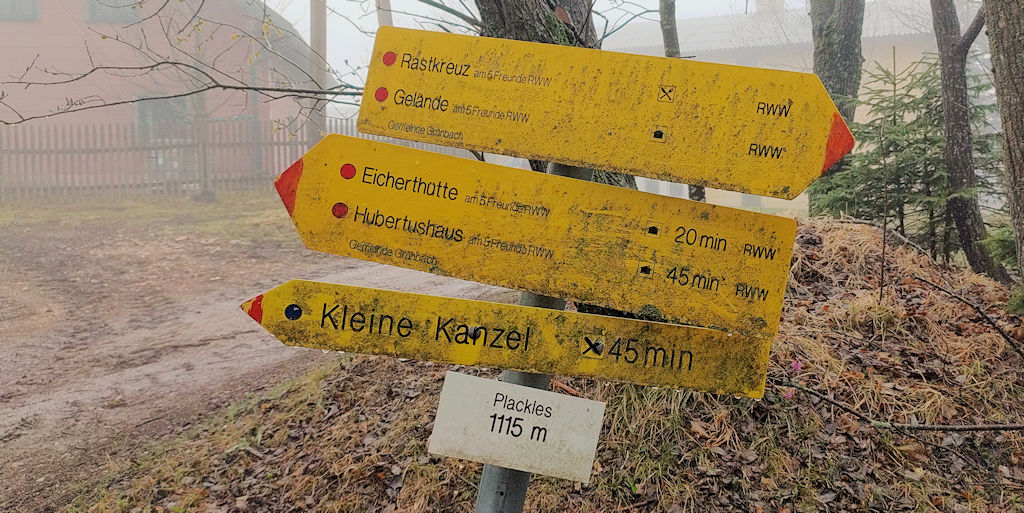 Rastkreuz am 5 Freunde RWW RWW
Gelände am 5 Freunde RWW RWW
Gemeinde Grünbach
Eicherthütte am 5 Freunde RWW 20 min RWW
Hubertushaus am 5 Freunde RWW 45 min RWW
Gemeinde Grünbach
Kleine Kanzel 45 min
Plackles
1115 m